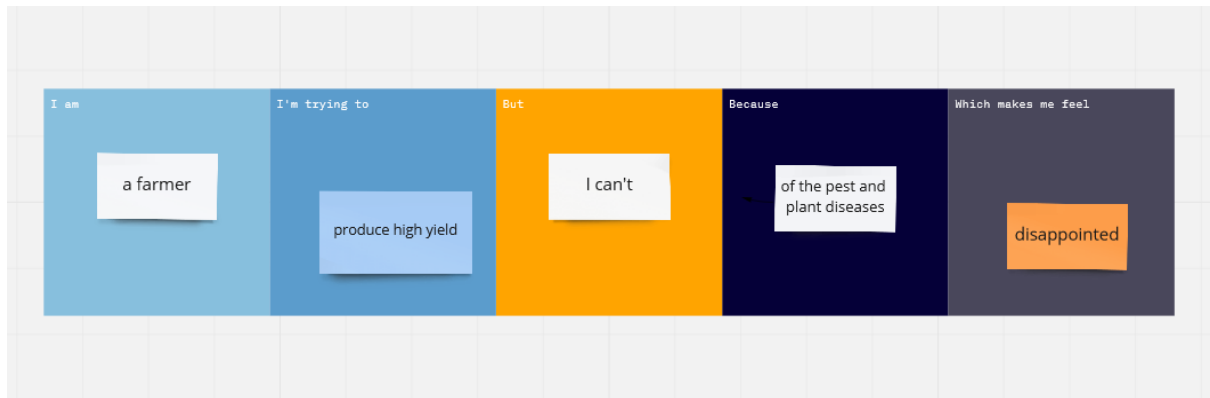 I am
a farmer
I'm trying to
produce high yield
But
I can't
Because
of the pest and
plant diseases
Which makes me feel
disappointed